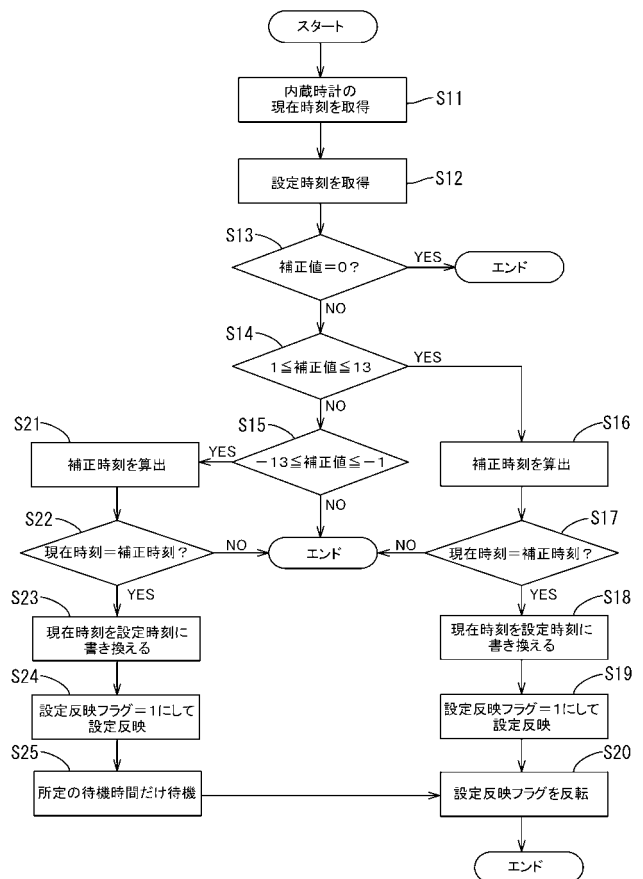 スタート
内蔵時計の
現在時刻を取得
S11
設定時刻を取得
S12
S13
補正値=0?
YES
エンド
NO
S14
1≦補正値≦13
YES
NO
S15
-13≦補正値≦-1
YES
NO
S21
補正時刻を算出
S16
補正時刻を算出
S22
現在時刻=補正時刻?
NO
エンド
NO
S17
現在時刻=補正時刻?
YES
YES
S23
現在時刻を設定時刻に
書き換える
S18
現在時刻を設定時刻に
書き換える
S24
設定反映フラグ=1にして
設定反映
S19
設定反映フラグ=1にして
設定反映
S25
所定の待機時間だけ待機
S20
設定反映フラグを反転
エンド